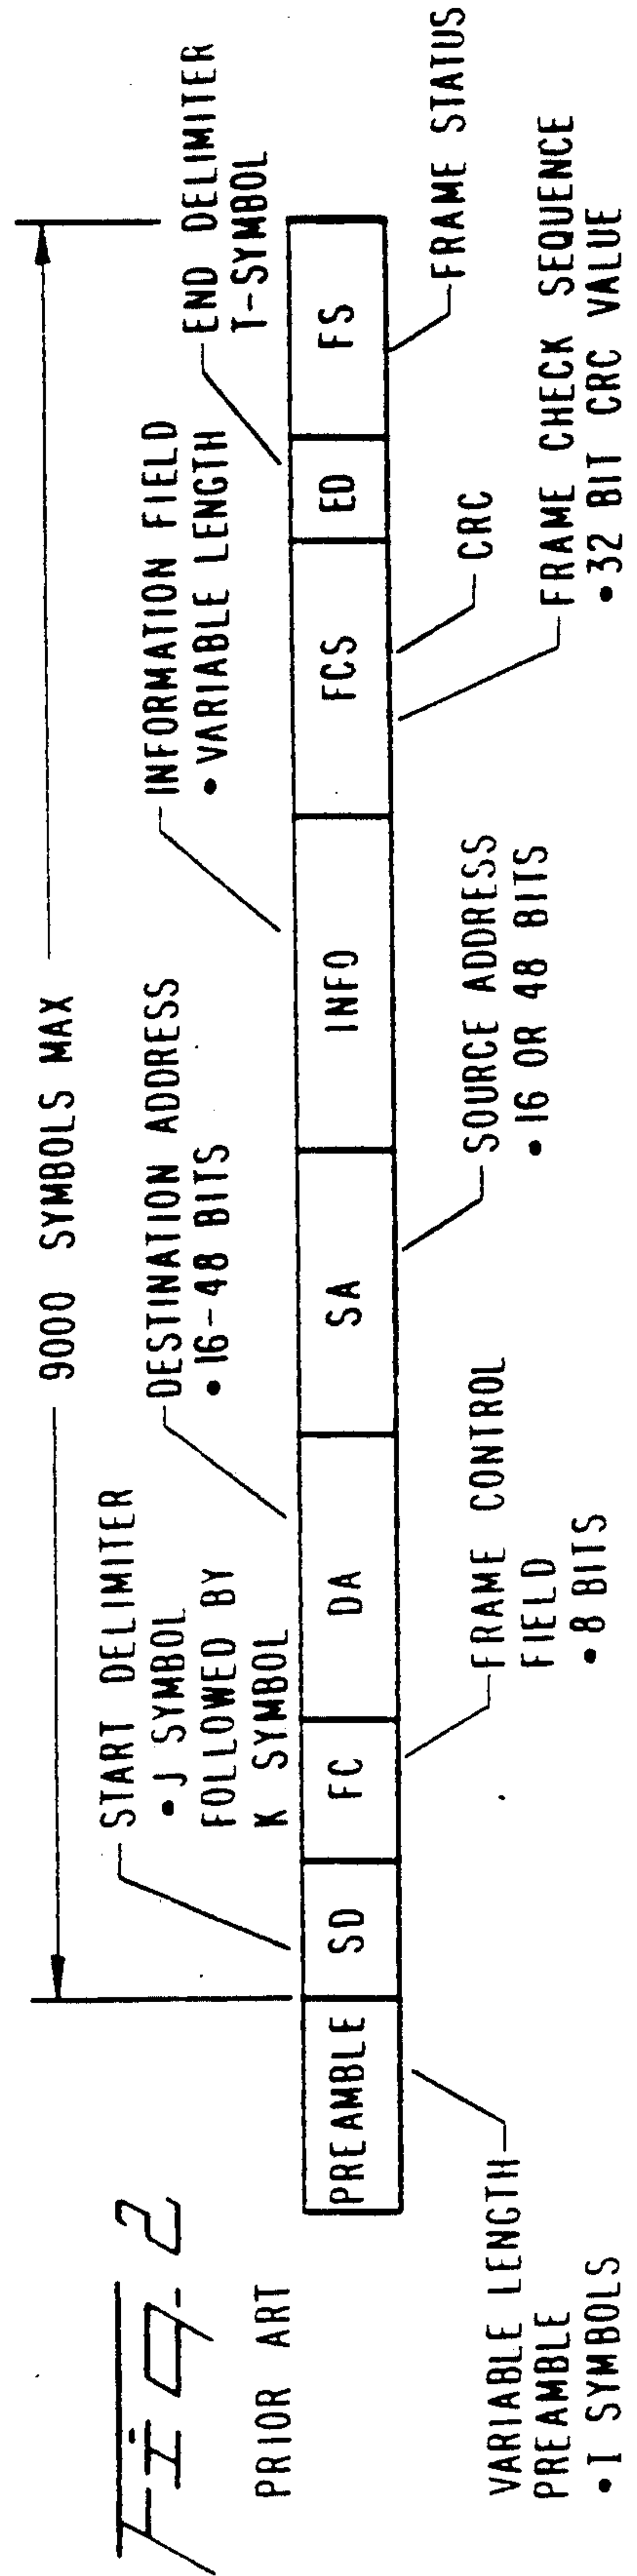 Fig. 2
PRIOR ART
9000 SYMBOLS MAX
START DELIMITER
• J SYMBOL
FOLLOWED BY
K SYMBOL
DESTINATION ADDRESS
• 16-48 BITS
INFORMATION FIELD
• VARIABLE LENGTH
END DELIMITER
T-SYMBOL
PREAMBLE
SD
FC
DA
SA
INFO
FCS
ED
FS
VARIABLE LENGTH
PREAMBLE
• I SYMBOLS
FRAME CONTROL
FIELD
• 8 BITS
SOURCE ADDRESS
• 16 OR 48 BITS
CRC
FRAME CHECK SEQUENCE
• 32 BIT CRC VALUE
FRAME STATUS